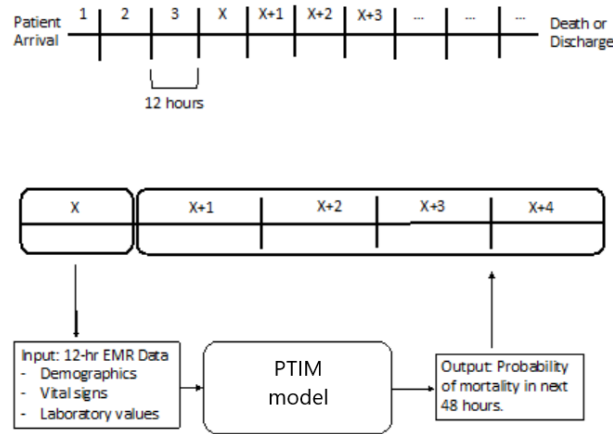 Patient Arrival
1 2 3 X X+1 X+2 X+3 ... ... ...
Death or Discharge
12 hours
X X+1 X+2 X+3 X+4
Input: 12-hr EMR Data
- Demographics
- Vital signs
- Laboratory values
PTIM
model
Output: Probability
of mortality in next
48 hours.